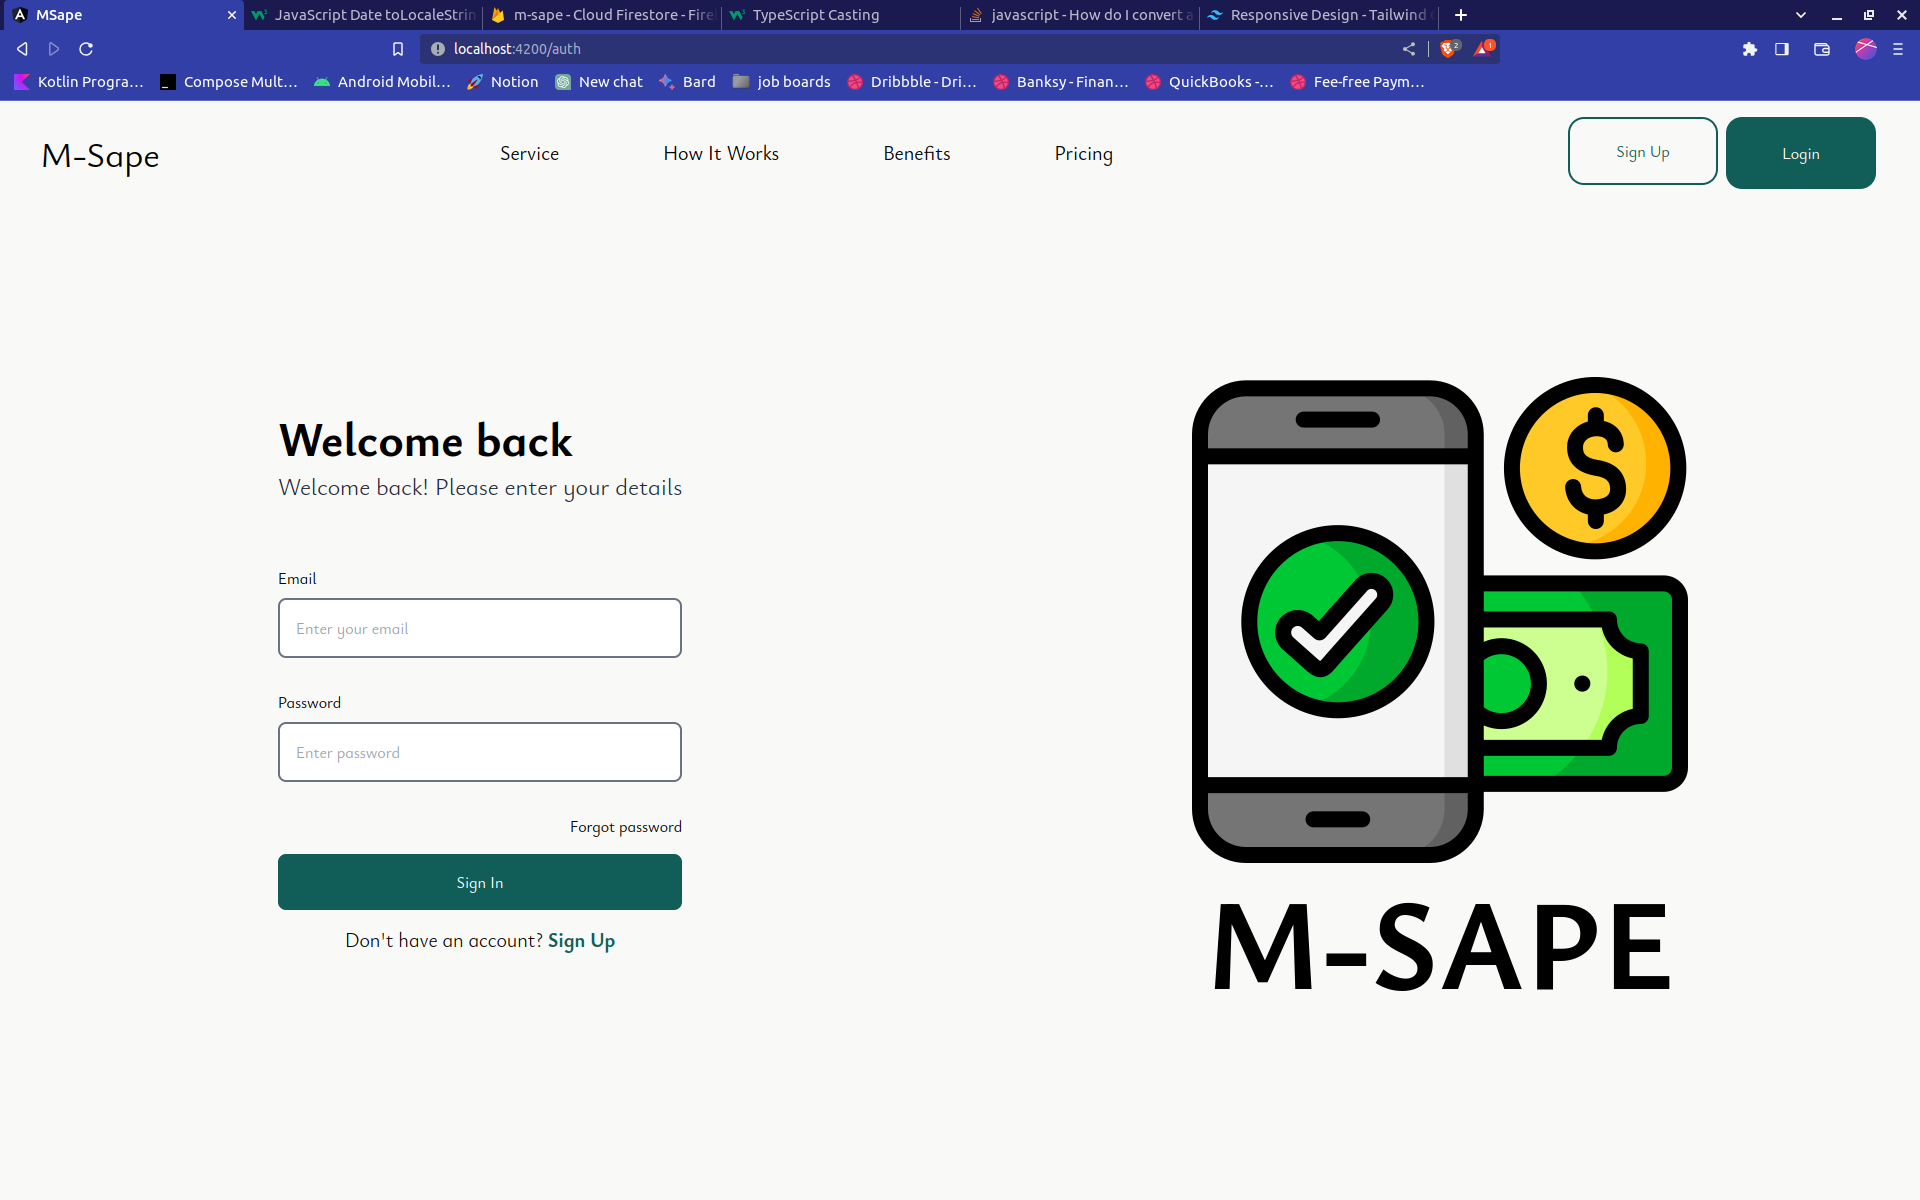 MSape
JavaScript Date toLocaleStrin
m-sape - Cloud Firestore - Fire
TypeScript Casting
javascript - How do I convert a
Responsive Design - Tailwind
localhost:4200/auth
2
1
Kotlin Progra...
Compose Mult...
Android Mobil...
Notion
New chat
Bard
job boards
Dribbble - Dri...
Banksy - Finan...
QuickBooks -...
Fee-free Paym...
M-Sape
Service
How It Works
Benefits
Pricing
Sign Up
Login
Welcome back
Welcome back! Please enter your details
Email
Enter your email
Password
Enter password
Forgot password
Sign In
Don't have an account? Sign Up
$
M-SAPE